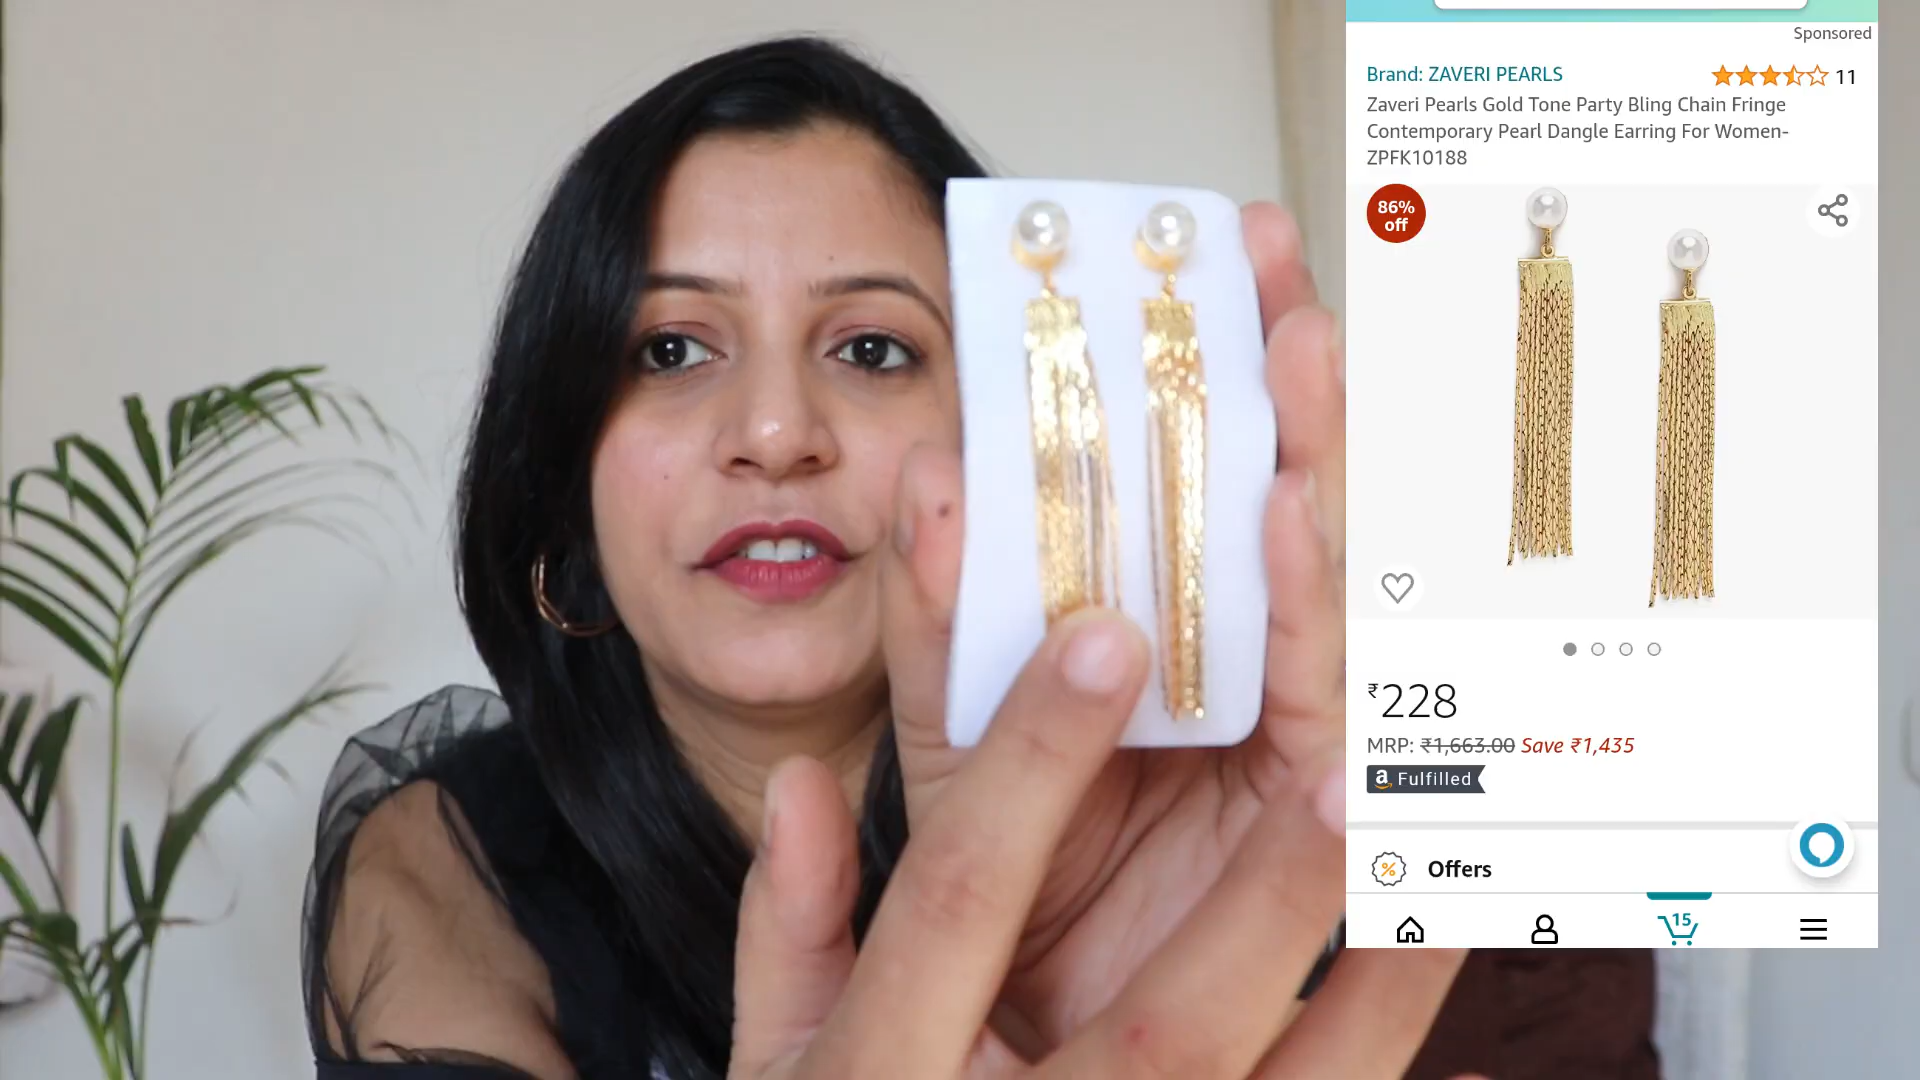 Sponsored
Brand: ZAVERI PEARLS
11
Zaveri Pearls Gold Tone Party Bling Chain Fringe
Contemporary Pearl Dangle Earring For Women-
ZPFK10188
86%
off
₹228
MRP: ₹1,663.00 Save ₹1,435
a Fulfilled
%
Offers
15